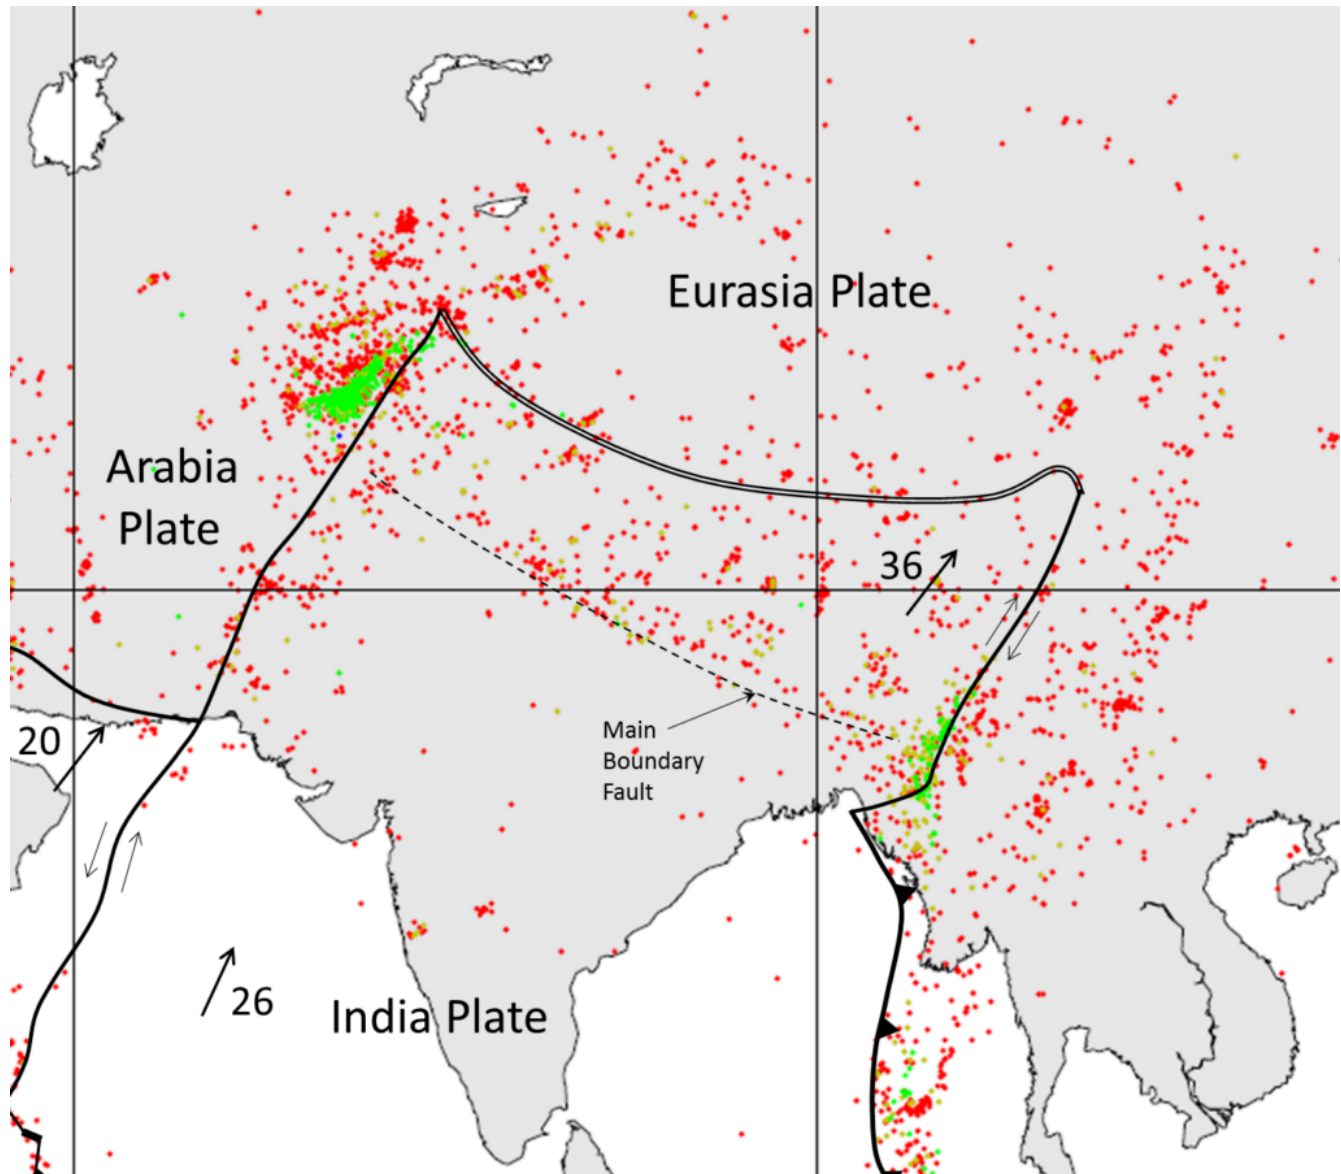 Eurasia Plate
Arabia
Plate
36
Main
Boundary
Fault
20
26
India Plate